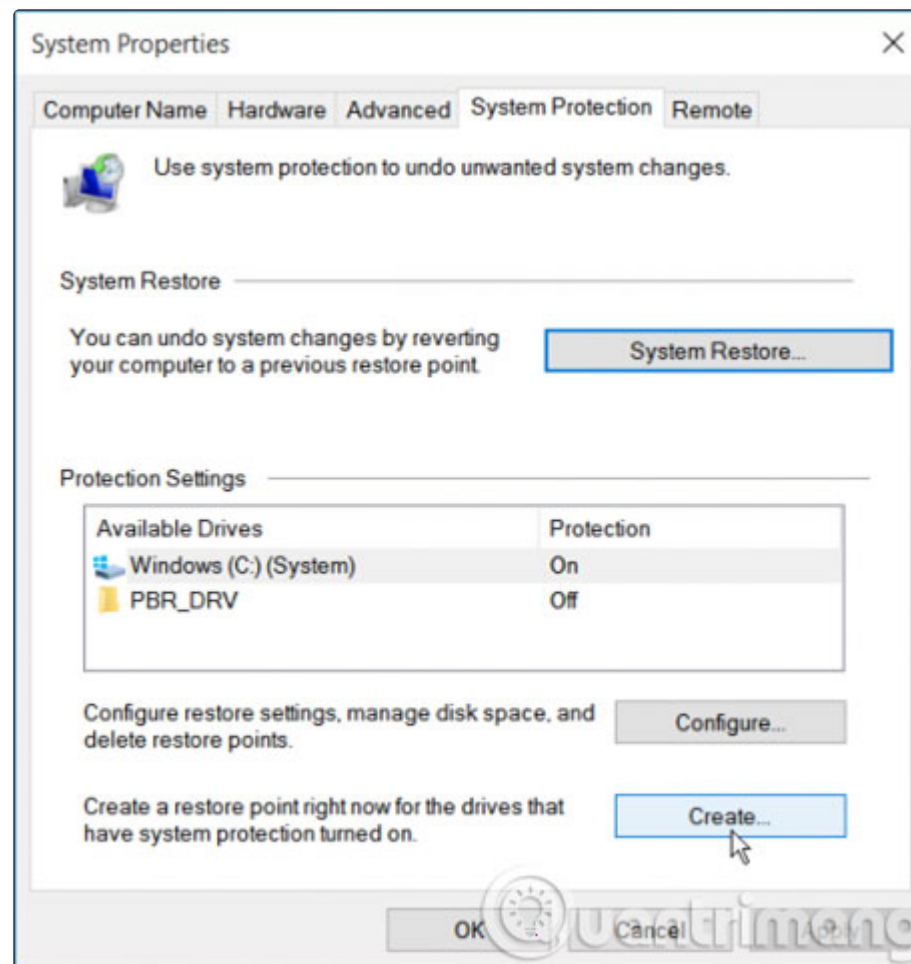 System Properties
Computer Name Hardware Advanced System Protection Remote
Use system protection to undo unwanted system changes.
System Restore
You can undo system changes by reverting
your computer to a previous restore point.
System Restore...
Protection Settings
Available Drives Protection
Windows (C:) (System) On
PBR_DRV Off
Configure restore settings, manage disk space, and
delete restore points.
Configure...
Create a restore point right now for the drives that
have system protection turned on.
Create...
OK Cancel Apply
Quantrimang